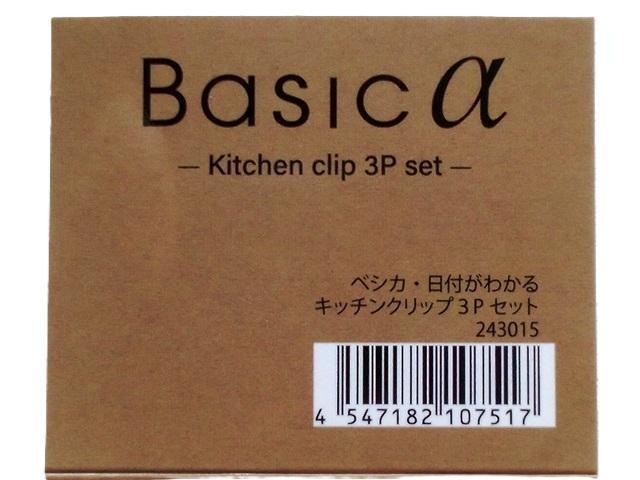 Basic α
— Kitchen clip 3P set —
ベシカ・日付がわかる
キッチンクリップ3Pセット
243015
4 547182 107517